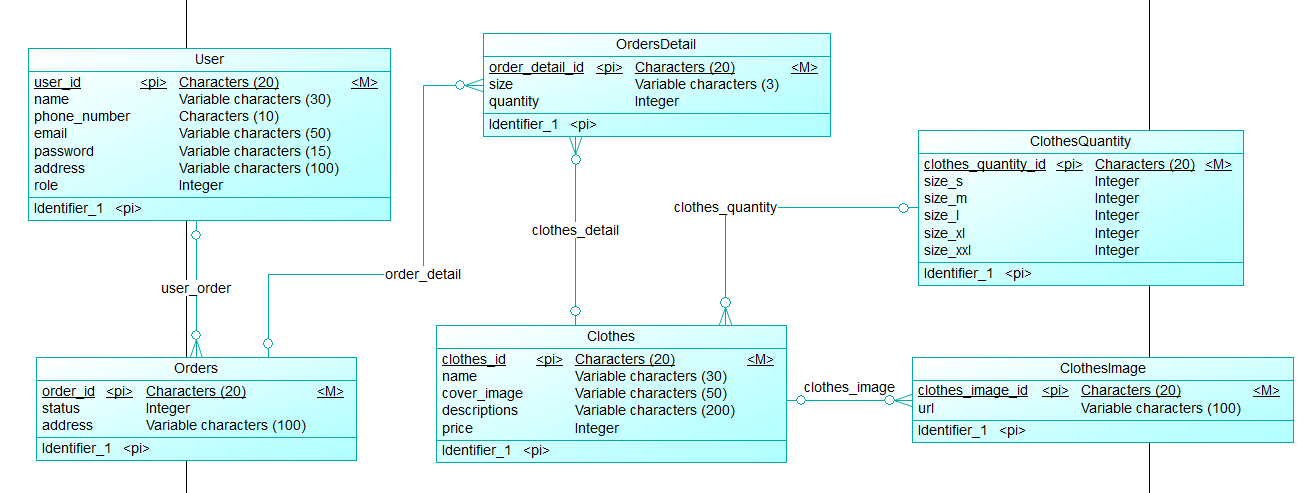 User
user_id <pi> Characters (20) <M>
name Variable characters (30)
phone_number Characters (10)
email Variable characters (50)
password Variable characters (15)
address Variable characters (100)
role Integer
Identifier_1 <pi>
OrdersDetail
order_detail_id <pi> Characters (20) <M>
size Variable characters (3)
quantity Integer
Identifier_1 <pi>
ClothesQuantity
clothes_quantity_id <pi> Characters (20) <M>
size_s Integer
size_m Integer
size_l Integer
size_xl Integer
size_xxl Integer
Identifier_1 <pi>
clothes_quantity
clothes_detail
order_detail
user_order
Orders
order_id <pi> Characters (20) <M>
status Integer
address Variable characters (100)
Identifier_1 <pi>
Clothes
clothes_id <pi> Characters (20) <M>
name Variable characters (30)
cover_image Variable characters (50)
descriptions Variable characters (200)
price Integer
Identifier_1 <pi>
clothes_image
ClothesImage
clothes_image_id <pi> Characters (20) <M>
url Variable characters (100)
Identifier_1 <pi>